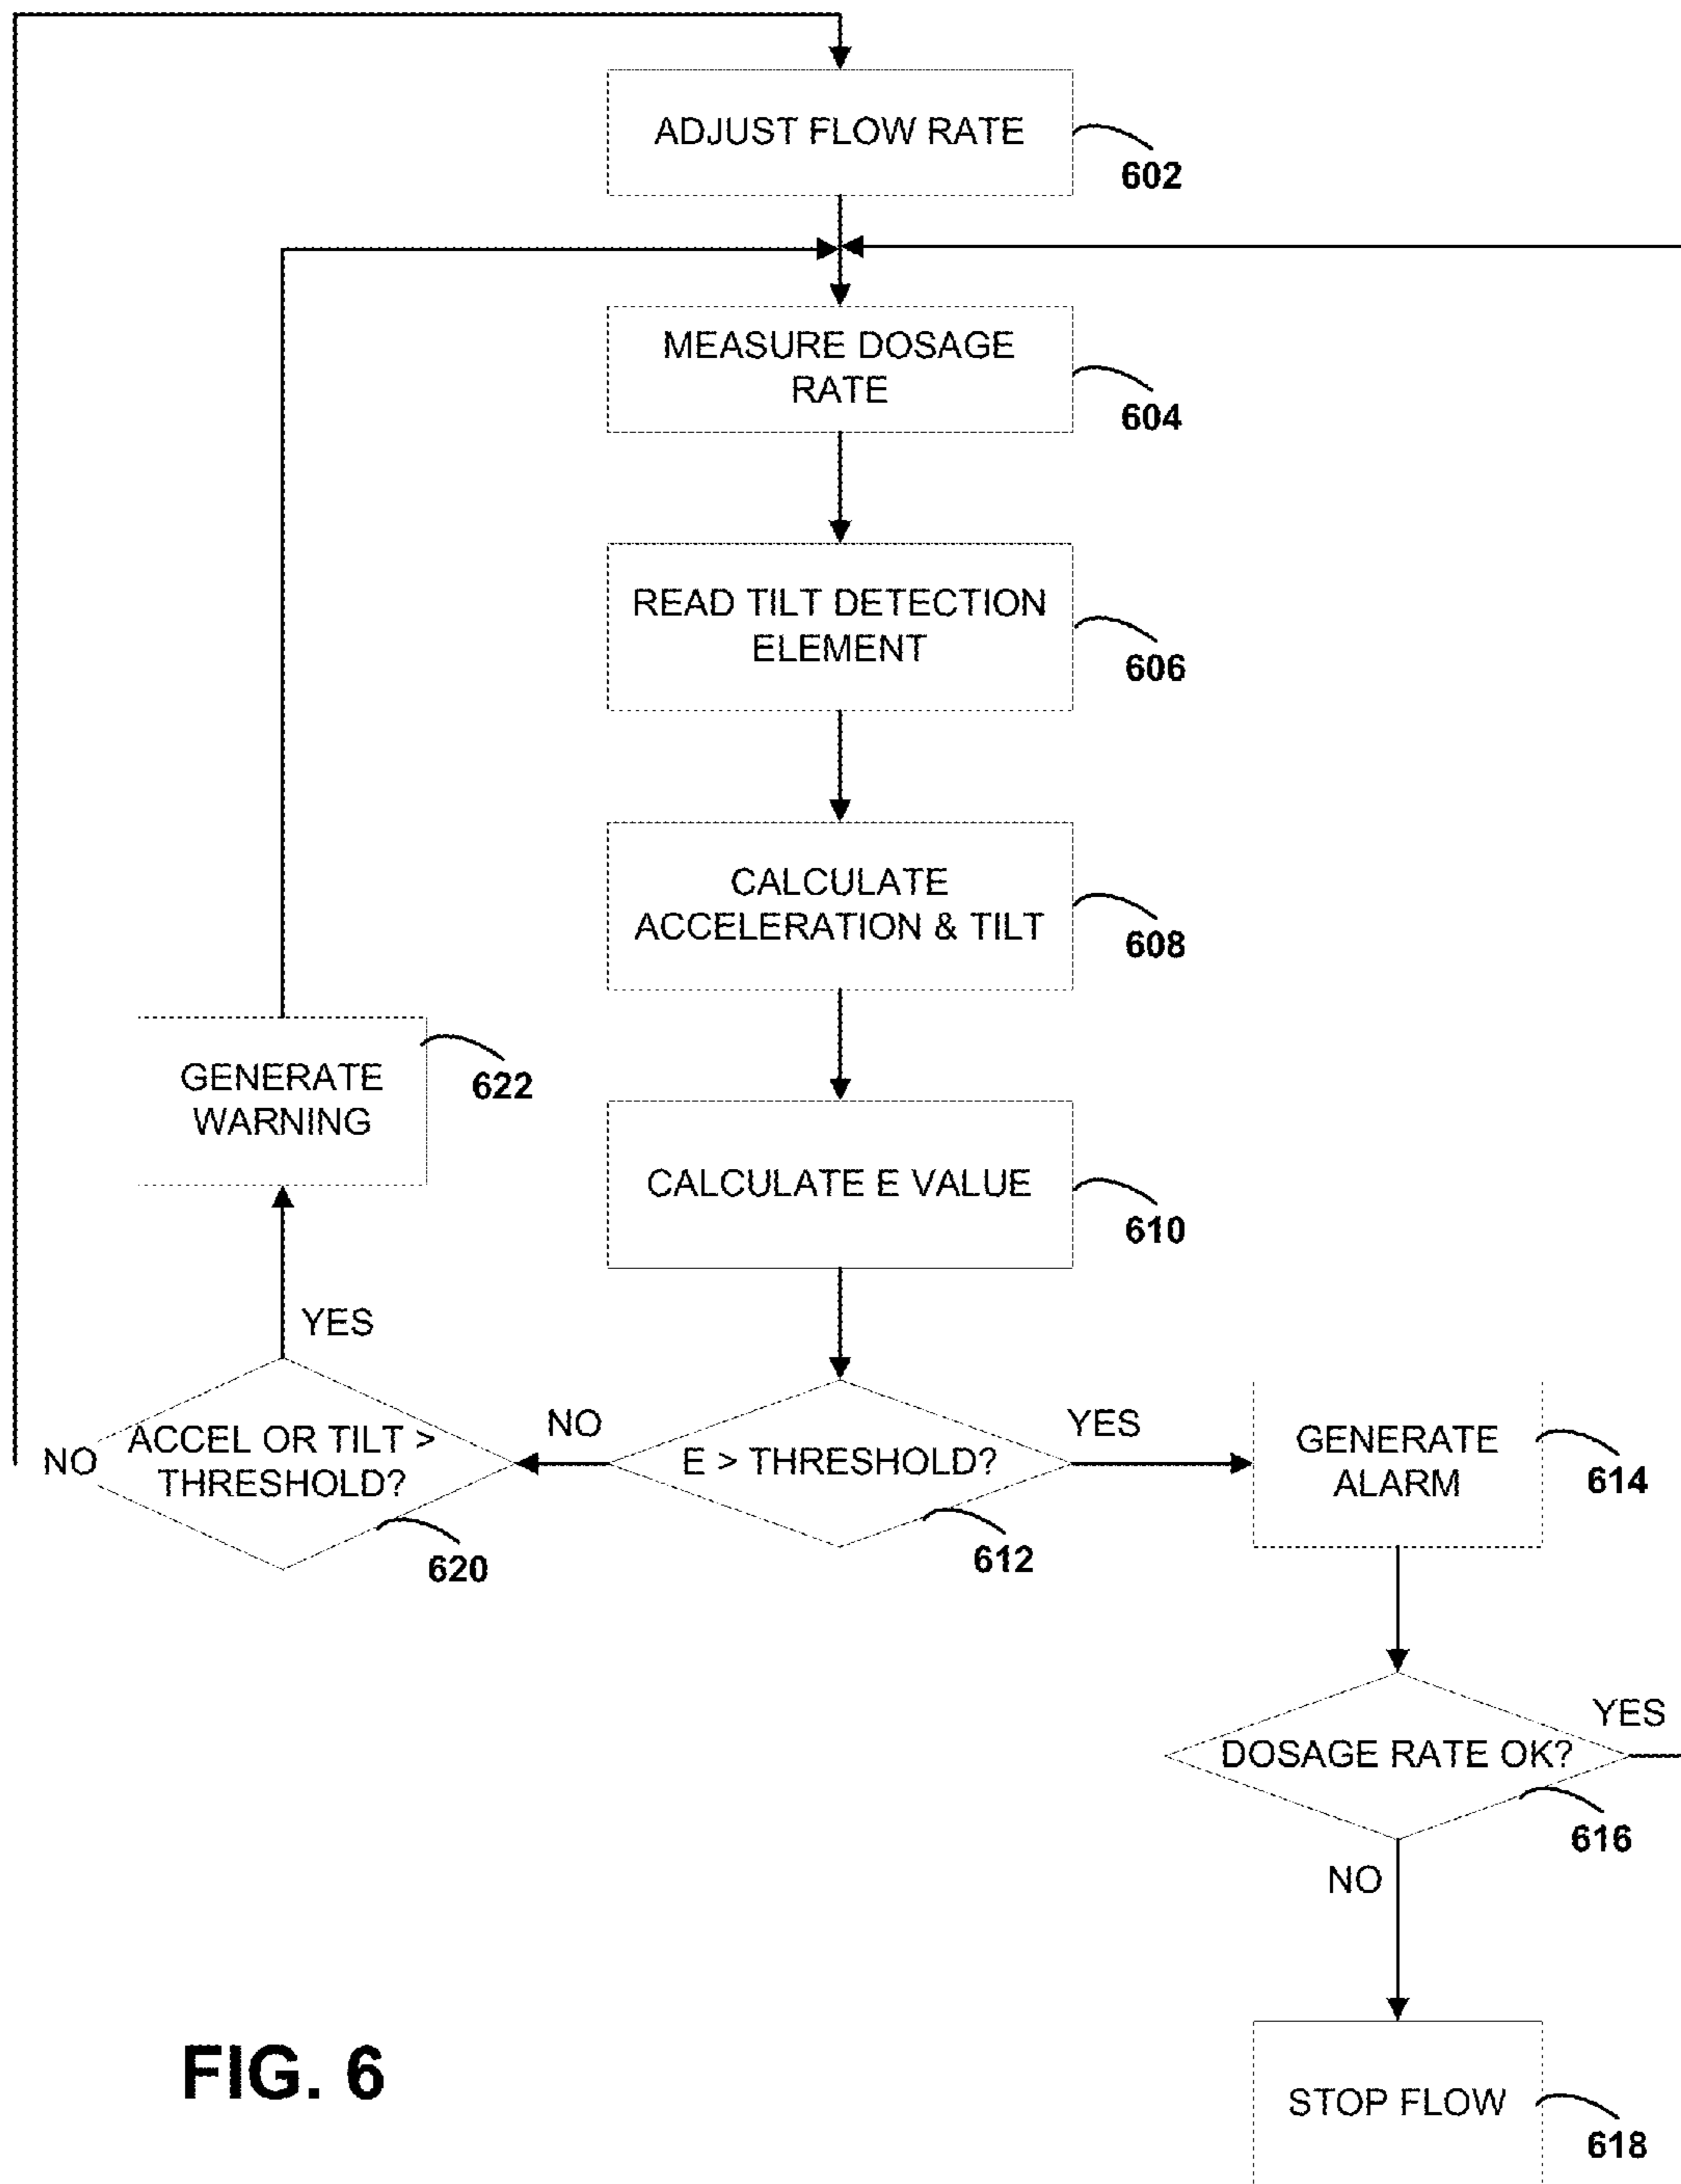 ADJUST FLOW RATE
602
MEASURE DOSAGE
RATE
604
READ TILT DETECTION
ELEMENT
606
CALCULATE
ACCELERATION & TILT
608
GENERATE
WARNING
622
CALCULATE E VALUE
610
YES
NO
ACCEL OR TILT >
THRESHOLD?
620
NO
E > THRESHOLD?
612
YES
GENERATE
ALARM
614
DOSAGE RATE OK?
616
YES
NO
STOP FLOW
618
FIG. 6